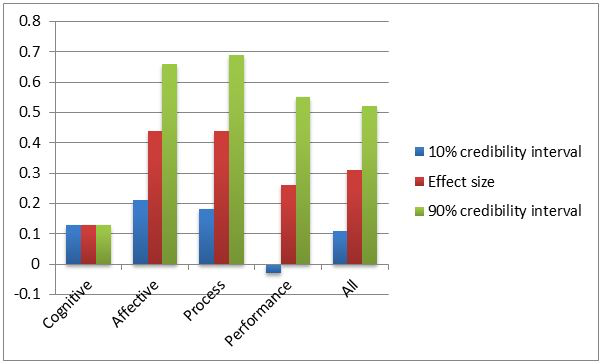 0.8
0.7
0.6
0.5
0.4
0.3
0.2
0.1
0
-0.1
Cognitive
Affective
Process
Performance
All
10% credibility interval
Effect size
90% credibility interval